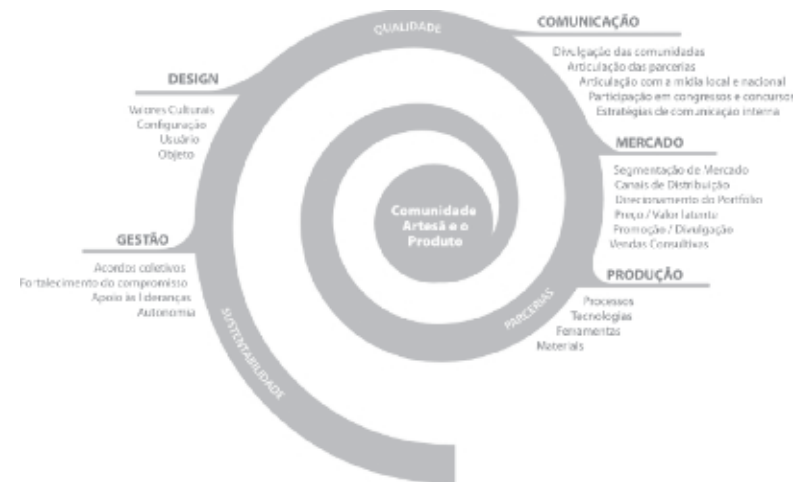 QUALIDADE
COMUNICAÇÃO
Divulgação das comunidadas
Articulação das parcerias
Articulação com a mídia local e nacional
Participação em congressos e concursos
Estratégias de comunicação interna
DESIGN
Valores Culturais
Configuração
Usuário
Objeto
MERCADO
Segmentação de Mercado
Canais de Distribuição
Direcionamento do Portfólio
Preço / Valor latente
Promoção / Divulgação
Vendas Consultivas
Comunidade
Artesã e o
Produto
GESTÃO
Acordos coletivos
Fortalecimento do compromisso
Apoio às lideranças
Autonomia
PRODUÇÃO
Processos
Tecnologias
Ferramentas
Materiais
PARCERIAS
SUSTENTABILIDADE